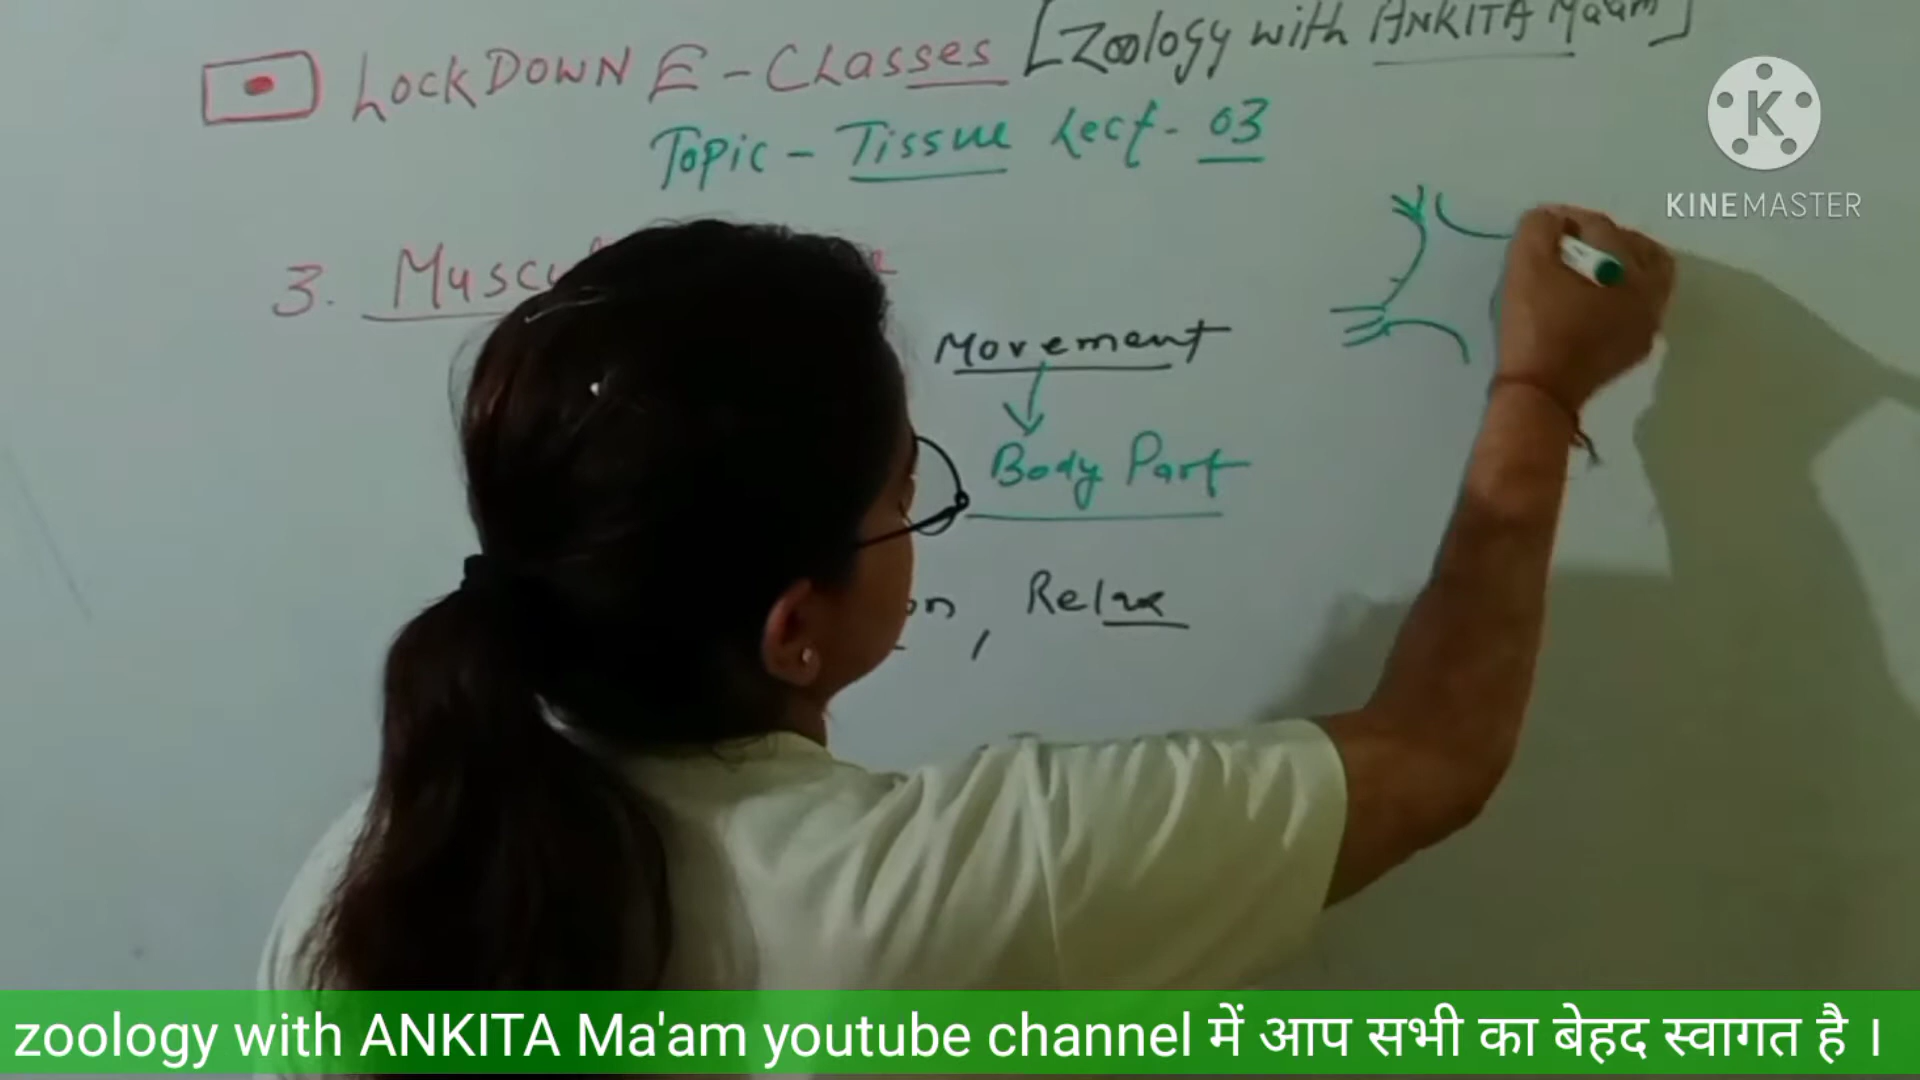 LockDOWN E-Classes [Zoology with ANKITA Ma'am]
Topic - Tissue Lect- 03
K
KINEMASTER
3.
Movement
Body Part
, Relax
zoology with ANKITA Ma'am youtube channel में आप सभी का बेहद स्वागत है ।